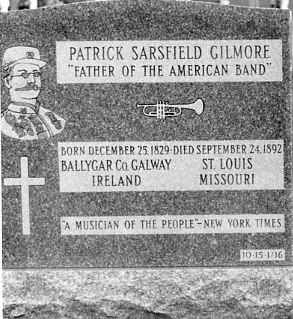 PATRICK SARSFIELD GILMORE
"FATHER OF THE AMERICAN BAND"
BORN DECEMBER 25, 1829 - DIED SEPTEMBER 24, 1892
BALLYGAR CO. GALWAY ST. LOUIS
IRELAND MISSOURI
"A MUSICIAN OF THE PEOPLE" - NEW YORK TIMES
10-15-1/16